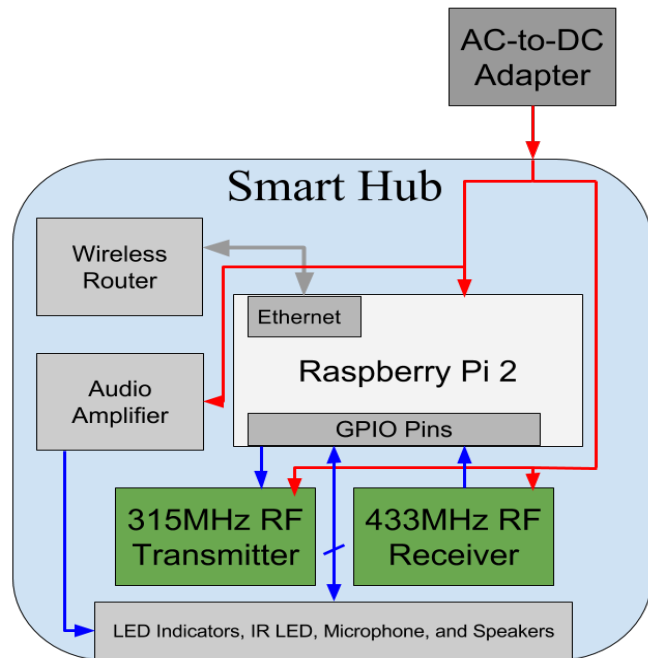 AC-to-DC
Adapter
Smart Hub
Wireless
Router
Ethernet
Raspberry Pi 2
Audio
Amplifier
GPIO Pins
315MHz RF
Transmitter
433MHz RF
Receiver
LED Indicators, IR LED, Microphone, and Speakers